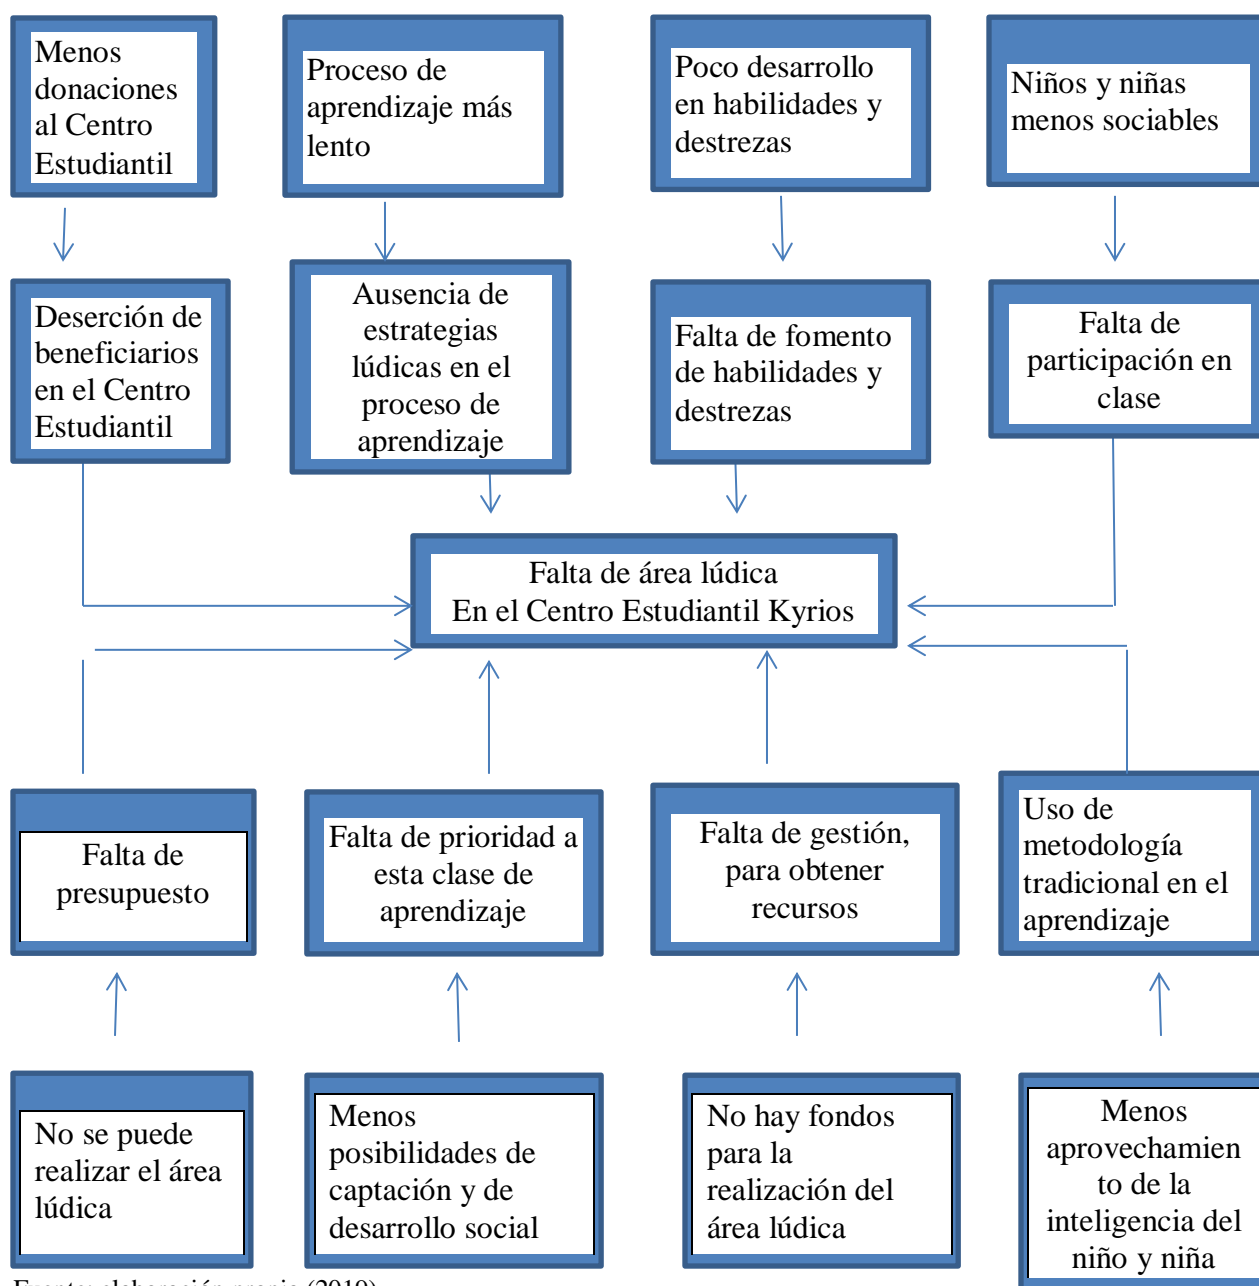 Menos
donaciones
al Centro
Estudiantil
Proceso de
aprendizaje más
lento
Poco desarrollo
en habilidades y
destrezas
Niños y niñas
menos sociables
Deserción de
beneficiarios
en el Centro
Estudiantil
Ausencia de
estrategias
lúdicas en el
proceso de
aprendizaje
Falta de fomento
de habilidades y
destrezas
Falta de
participación en
clase
Falta de área lúdica
En el Centro Estudiantil Kyrios
Falta de
presupuesto
Falta de prioridad a
esta clase de
aprendizaje
Falta de gestión,
para obtener
recursos
Uso de
metodología
tradicional en el
aprendizaje
No se puede
realizar el área
lúdica
Menos
posibilidades de
captación y de
desarrollo social
No hay fondos
para la
realización del
área lúdica
Menos
aprovechamien
to de la
inteligencia del
niño y niña
Fuente: elaboración propia (2019)